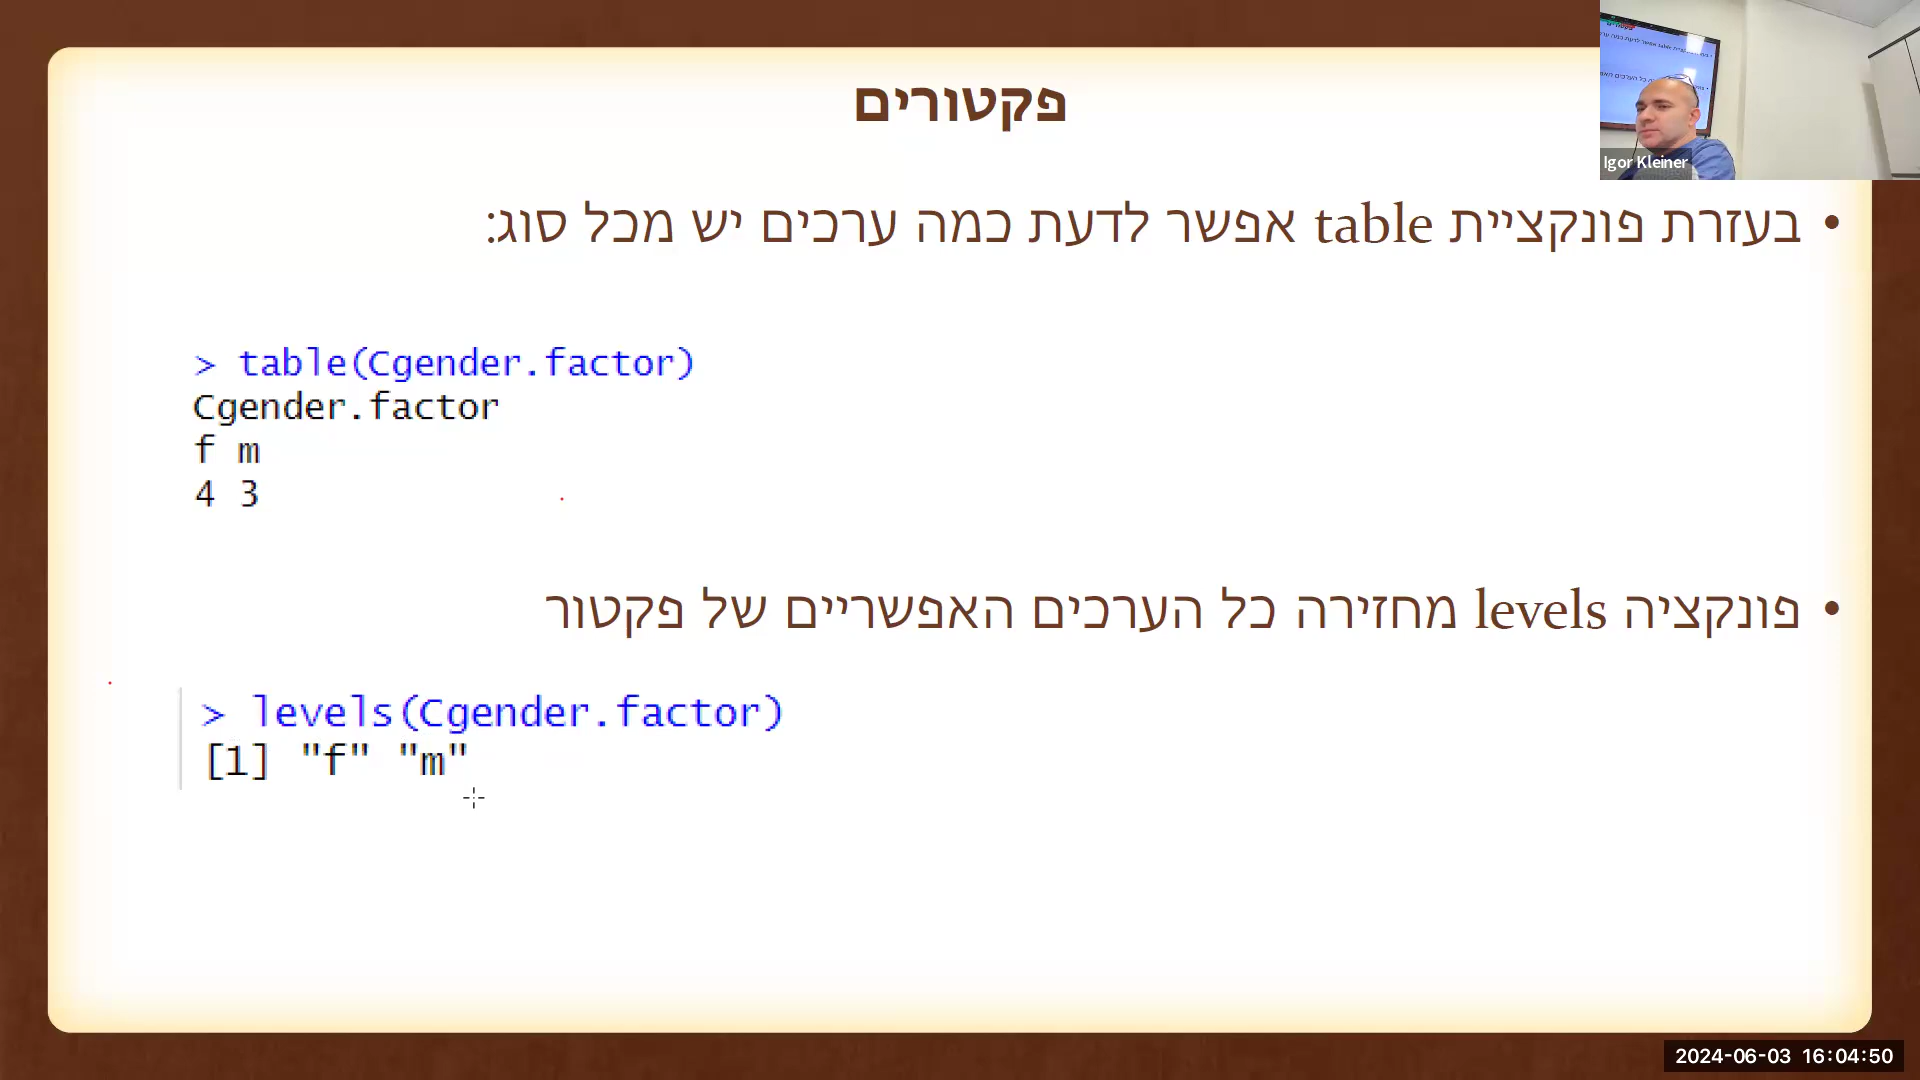 פקטורים
Igor Kleiner
• בעזרת פונקציית table אפשר לדעת כמה ערכים יש מכל סוג:
> table(Cgender.factor)
Cgender.factor
f m
4 3
• פונקציה levels מחזירה כל הערכים האפשריים של פקטור
> levels(Cgender.factor)
[1] "f" "m"
2024-06-03 16:04:50